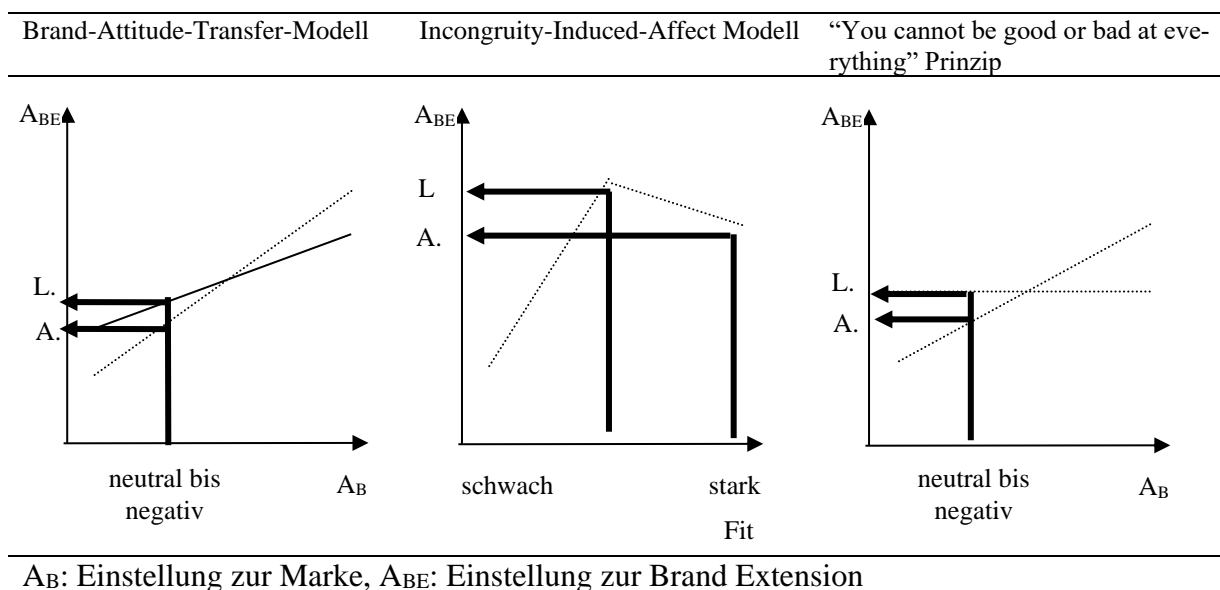 Brand-Attitude-Transfer-Modell
Incongruity-Induced-Affect Modell
“You cannot be good or bad at eve-
rything” Prinzip
ABE
L.
A.
neutral bis
negativ
AB
ABE
L
A.
schwach
stark
Fit
ABE
L.
A.
neutral bis
negativ
AB
AB: Einstellung zur Marke, ABE: Einstellung zur Brand Extension